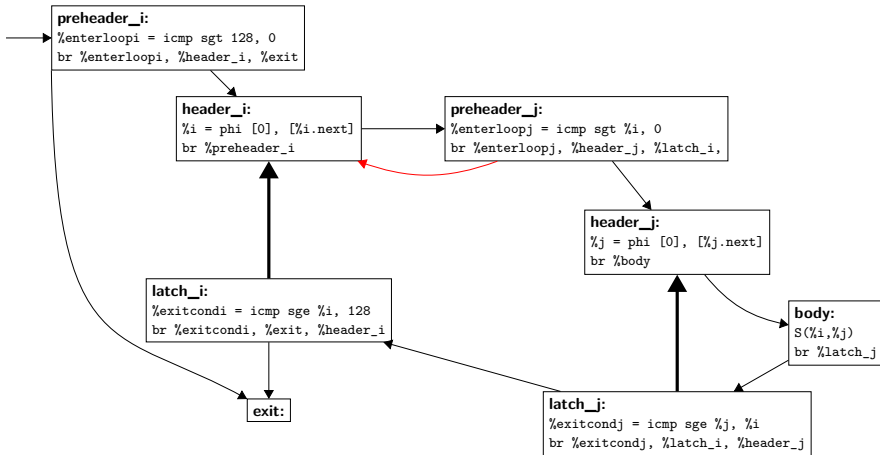 preheader_i:
%enterloopi = icmp sgt 128, 0
br %enterloopi, %header_i, %exit
header_i:
%i = phi [0], [%i.next]
br %preheader_i
preheader_j:
%enterloopj = icmp sgt %i, 0
br %enterloopj, %header_j, %latch_i,
header_j:
%j = phi [0], [%j.next]
br %body
latch_i:
%exitcondi = icmp sge %i, 128
br %exitcondi, %exit, %header_i
body:
S(%i,%j)
br %latch_j
exit:
latch_j:
%exitcondj = icmp sge %j, %i
br %exitcondj, %latch_i, %header_j